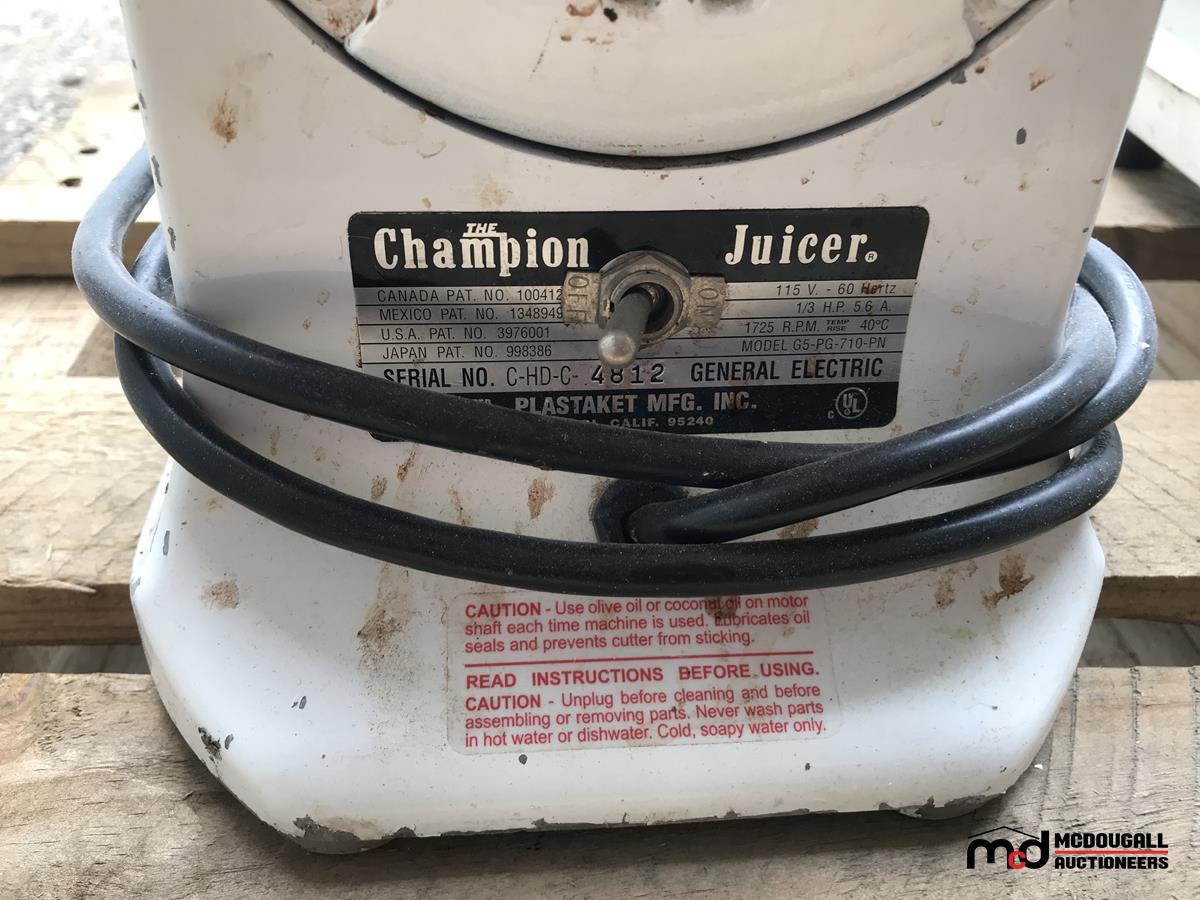 THE
Champion Juicer®
OFF ON
CANADA PAT. NO. 100412
MEXICO PAT. NO. 1348949
U.S.A. PAT. NO. 3976001
JAPAN PAT. NO. 998386
115 V. - 60 Hertz
1/3 H.P. 5.6 A.
1725 R.P.M. TEMP RISE 40°C
MODEL G5-PG-710-PN
SERIAL NO. C-HD-C- 4812 GENERAL ELECTRIC
PLASTAKET MFG. INC.
CALIF. 95240
C UL
CAUTION - Use olive oil or coconut oil on motor
shaft each time machine is used. Lubricates oil
seals and prevents cutter from sticking.
READ INSTRUCTIONS BEFORE USING.
CAUTION - Unplug before cleaning and before
assembling or removing parts. Never wash parts
in hot water or dishwater. Cold, soapy water only.
mcd MCDOUGALL
AUCTIONEERS